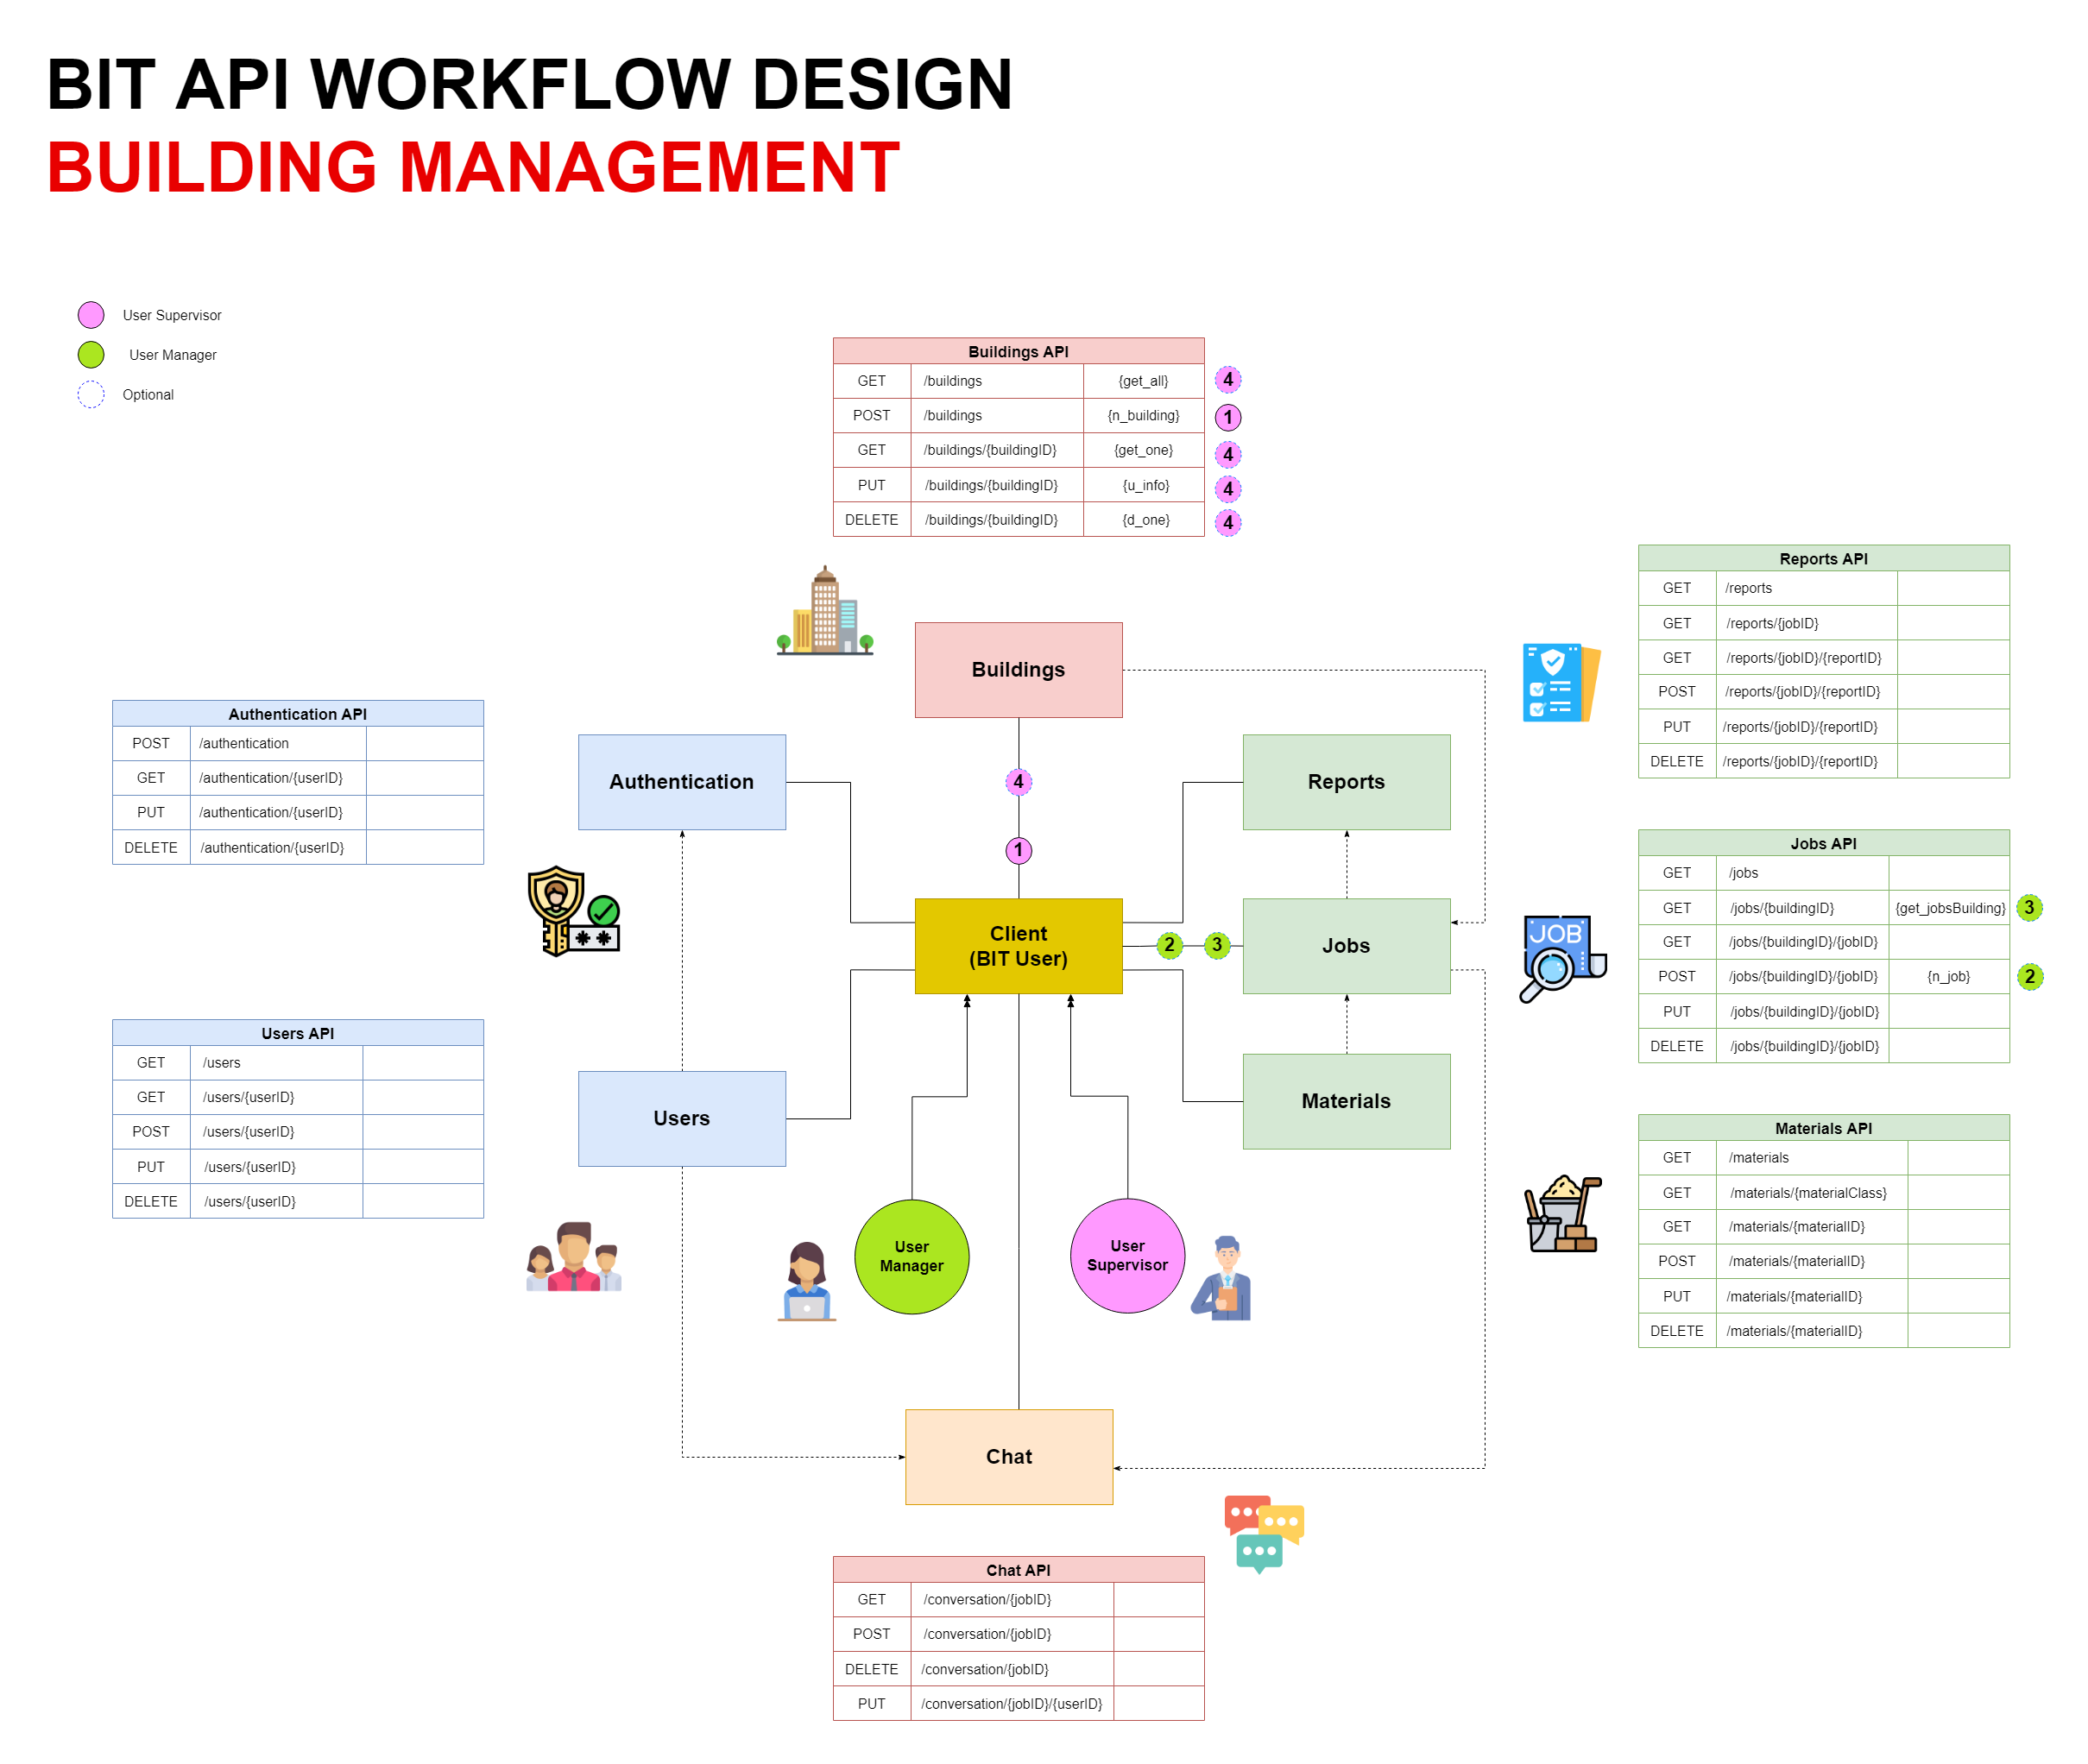 BIT API WORKFLOW DESIGN
BUILDING MANAGEMENT
User Supervisor
User Manager
Optional
Buildings API
GET /buildings {get_all} 4
POST /buildings {n_building} 1
GET /buildings/{buildingID} {get_one} 4
PUT /buildings/{buildingID} {u_info} 4
DELETE /buildings/{buildingID} {d_one} 4
Reports API
GET /reports
GET /reports/{jobID}
GET /reports/{jobID}/{reportID}
POST /reports/{jobID}/{reportID}
PUT /reports/{jobID}/{reportID}
DELETE /reports/{jobID}/{reportID}
Authentication API
POST /authentication
GET /authentication/{userID}
PUT /authentication/{userID}
DELETE /authentication/{userID}
Buildings
Authentication
4
Reports
1
Client
(BIT User)
2 3
Jobs
JOB
Jobs API
GET /jobs
GET /jobs/{buildingID} {get_jobsBuilding} 3
GET /jobs/{buildingID}/{jobID}
POST /jobs/{buildingID}/{jobID} {n_job} 2
PUT /jobs/{buildingID}/{jobID}
DELETE /jobs/{buildingID}/{jobID}
Users API
GET /users
GET /users/{userID}
POST /users/{userID}
PUT /users/{userID}
DELETE /users/{userID}
Users
Materials
Materials API
GET /materials
GET /materials/{materialClass}
GET /materials/{materialID}
POST /materials/{materialID}
PUT /materials/{materialID}
DELETE /materials/{materialID}
User
Manager
User
Supervisor
Chat
Chat API
GET /conversation/{jobID}
POST /conversation/{jobID}
DELETE /conversation/{jobID}
PUT /conversation/{jobID}/{userID}